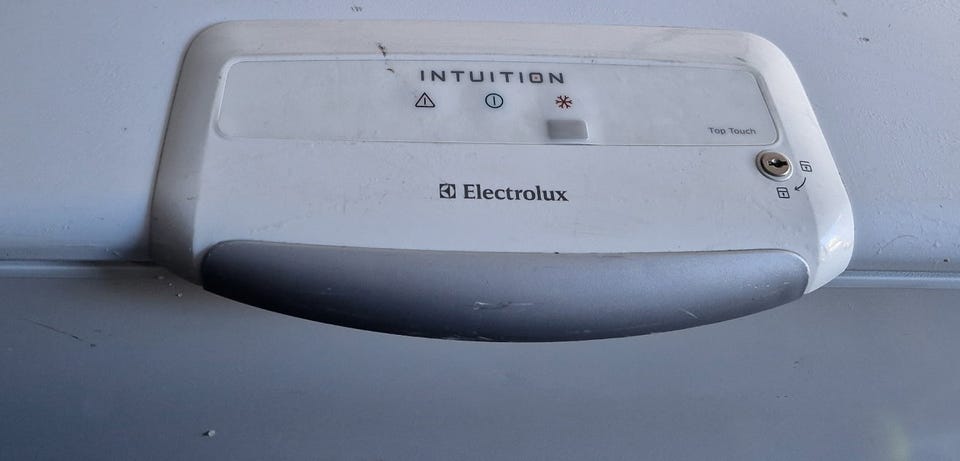 INTUITION
Top Touch
Electrolux